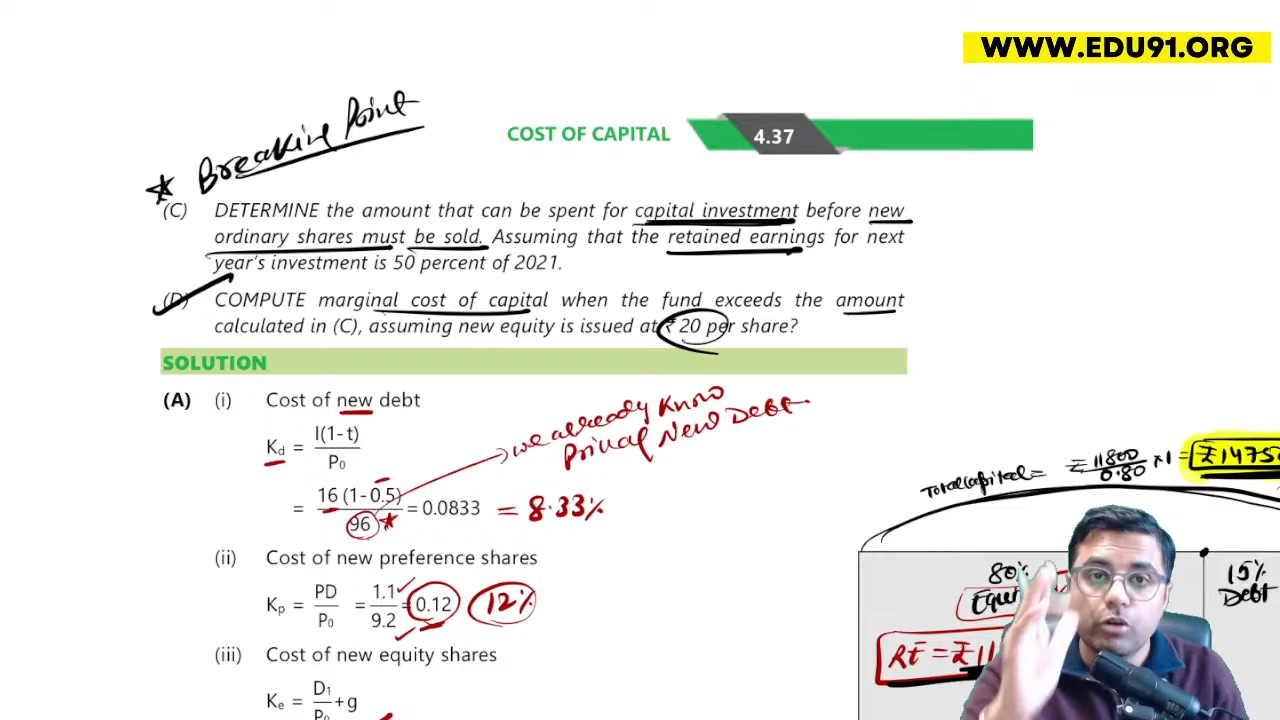 WWW.EDU91.ORG
* Breaking Point
COST OF CAPITAL 4.37
(C) DETERMINE the amount that can be spent for capital investment before new
ordinary shares must be sold. Assuming that the retained earnings for next
year's investment is 50 percent of 2021.
(D) COMPUTE marginal cost of capital when the fund exceeds the amount
calculated in (C), assuming new equity is issued at ₹ 20 per share?
SOLUTION
(A) (i) Cost of new debt
we already know
Price of New Debt.
Kd = I(1-t)
P0
= 16 (1-0.5)
96 * = 0.0833 = 8.33%
Total capital = ₹11800
0.80 × 1 = ₹1475
(ii) Cost of new preference shares
Kp = PD
P0 = 1.1
9.2 = 0.12 12%
80%
Equ
15%
Debt
RE = ₹11
(iii) Cost of new equity shares
Ke = D1
P0 + g